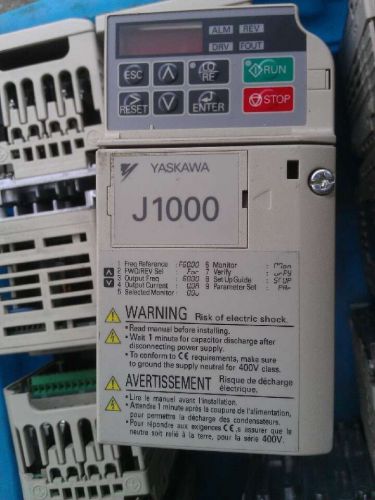 ALM REV
DRV FOUT
ESC ∧ LO RE RUN
RESET ∨ ENTER STOP
YASKAWA
J1000
1 Freq Reference : F0000 6 Monitor :
2 FWD/REV Sel : For 7 Verify :
3 Output Freq : 6 Set Up Guide :
4 Output Current : 9 Parameter Set :
5 Selected Monitor :
WARNING Risk of electric shock.
• Read manual before installing.
• Wait 1 minute for capacitor discharge after
disconnecting power supply.
• To conform to CE requirements, make sure
to ground the supply neutral for 400V class.
AVERTISSEMENT Risque de décharge
électrique.
• Lire le manuel avant l'installation.
• Attendre 1 minute après la coupure de l'alimentation,
pour permettre la décharge des condensateurs.
• Pour répondre aux exigences CE, s assurer que le
neutre soit relié à la terre, pour la série 400V.